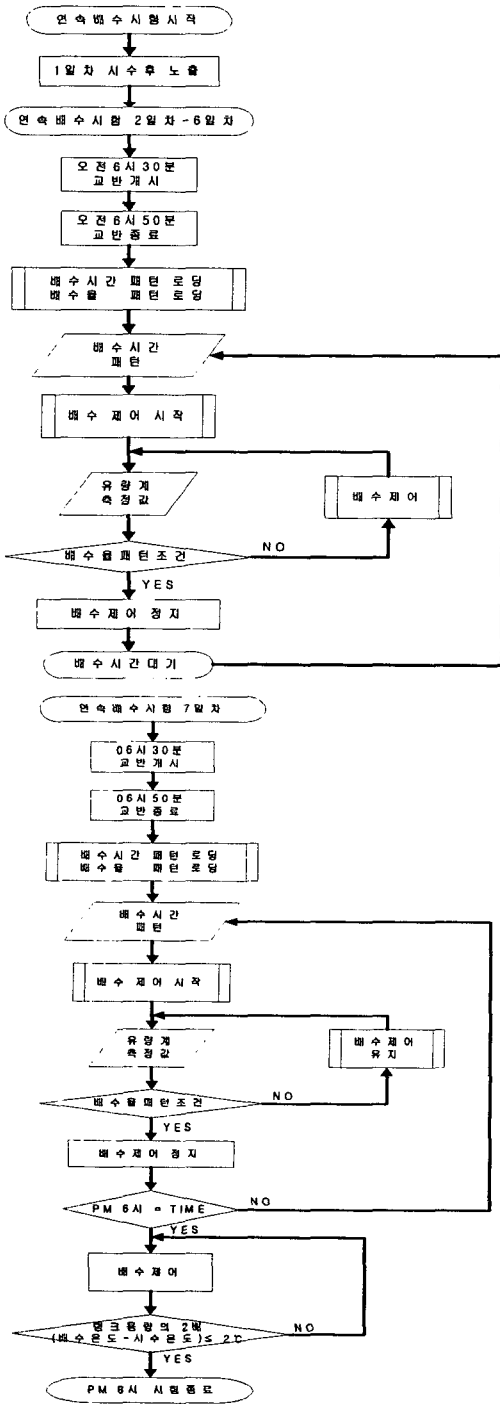 연속배수시험시작
1일차 시수후 노출
연속배수시험 2일차-6일차
오전6시30분
교반개시
오전6시50분
교반종료
배수시간 패턴로딩
배수율 패턴로딩
배수시간
패턴
배수 제어 시작
유량계
측정값
배수제어
배수율패턴조건
NO
YES
배수제어 정지
배수시간대기
연속배수시험 7일차
06시30분
교반개시
06시50분
교반종료
배수시간 패턴로딩
배수율 패턴로딩
배수시간
패턴
배수 제어 시작
유량계
측정값
배수제어
유지
배수율패턴조건
NO
YES
배수제어 정지
PM 6시 = TIME
NO
YES
배수제어
탱크용량의 2배
(배수온도-시수온도)≤ 2℃
NO
YES
PM 6시 시험종료